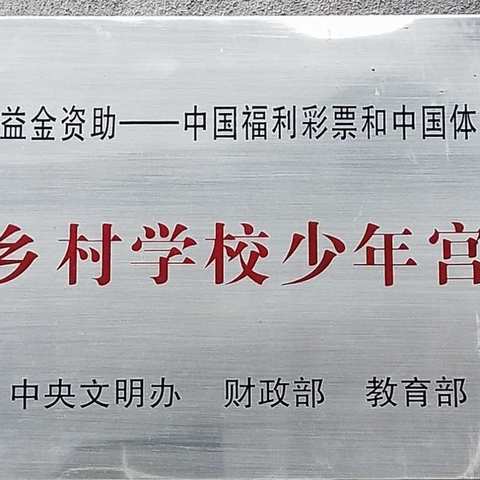 益金资助——中国福利彩票和中国体
乡村学校少年宫
中央文明办 财政部 教育部